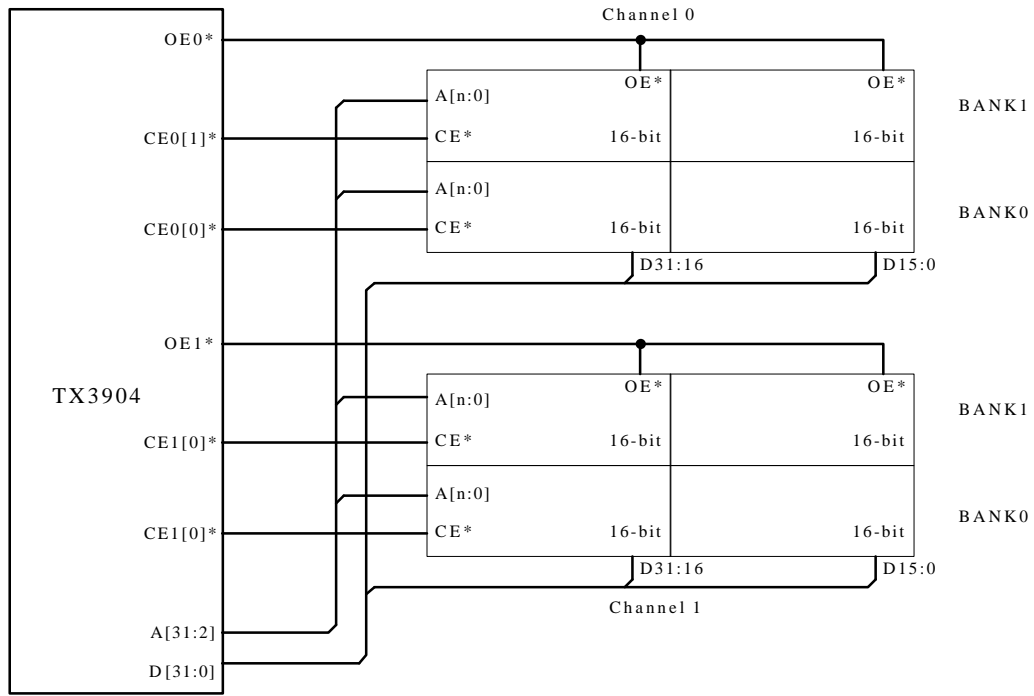 Channel 0
OE0*
OE* OE*
A[n:0]
BANK1
CE0[1]* CE* 16-bit 16-bit
A[n:0]
BANK0
CE0[0]* CE* 16-bit 16-bit
D31:16 D15:0
OE1*
OE* OE*
TX3904
A[n:0]
BANK1
CE1[0]* CE* 16-bit 16-bit
A[n:0]
BANK0
CE1[0]* CE* 16-bit 16-bit
D31:16 D15:0
Channel 1
A[31:2]
D[31:0]